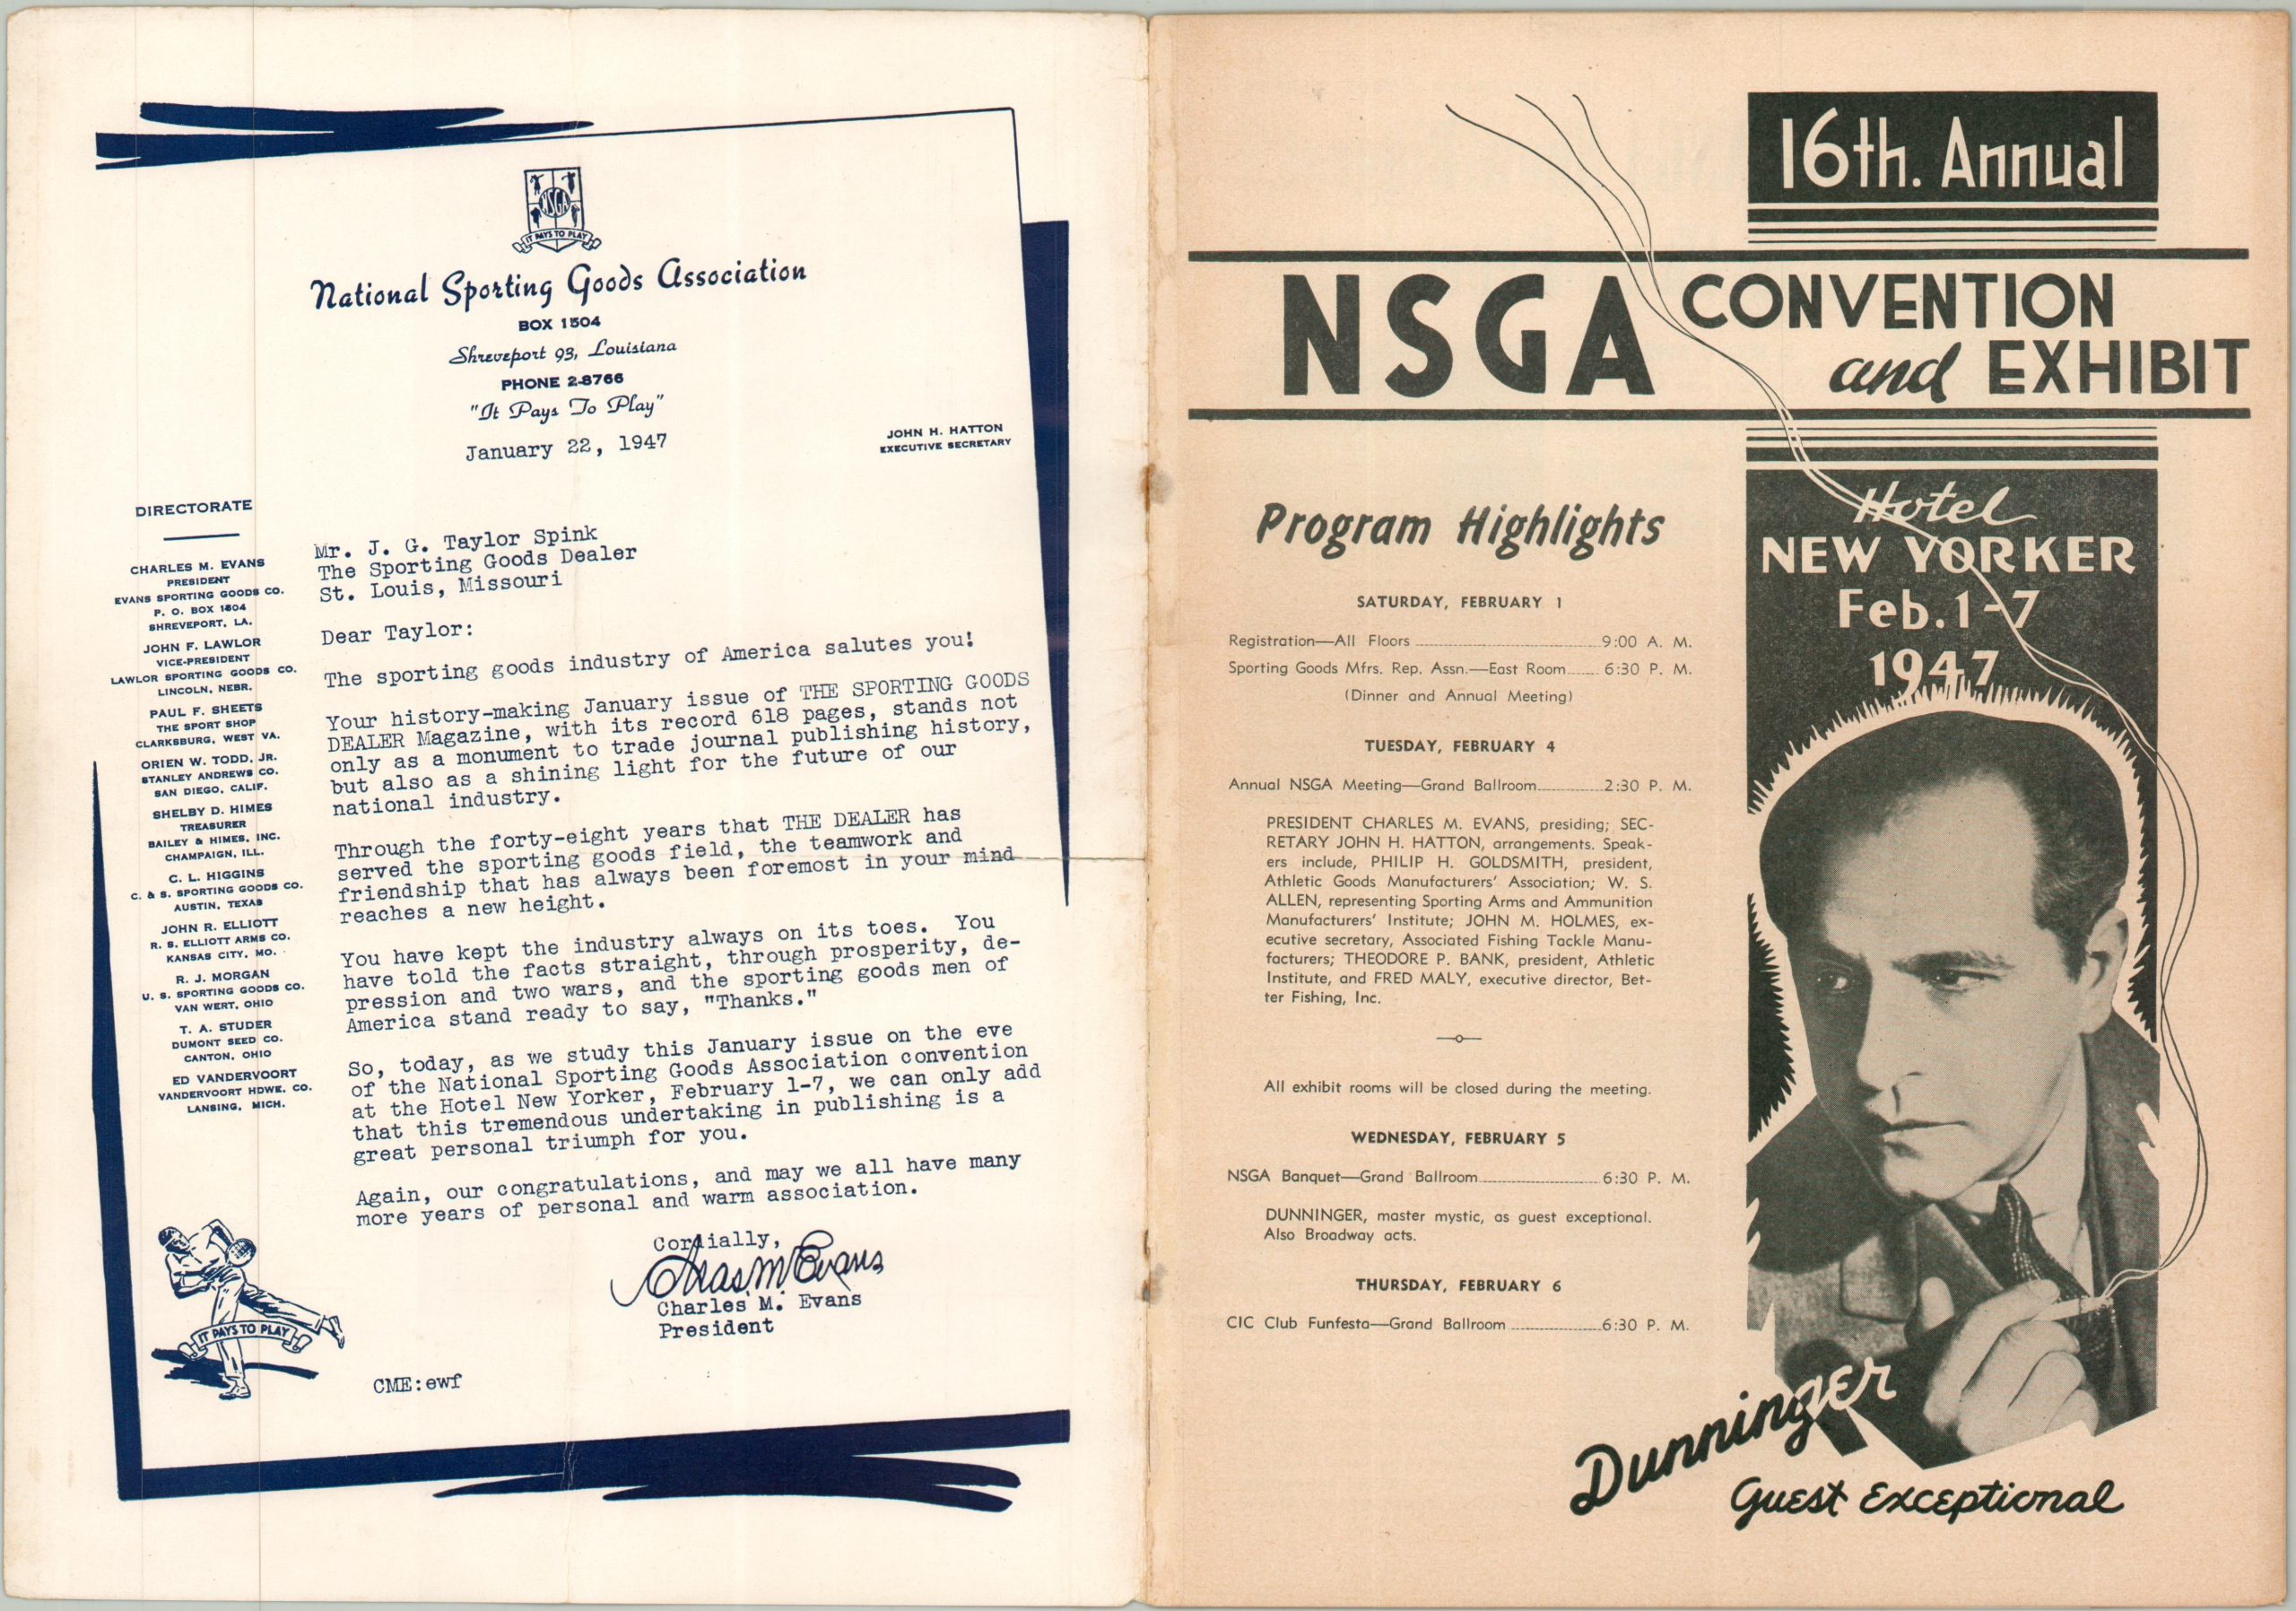 NSGA
IT PAYS TO PLAY
National Sporting Goods Association
BOX 1504
Shreveport 93, Louisiana
PHONE 2-8766
"It Pays To Play"
January 22, 1947
JOHN H. HATTON
EXECUTIVE SECRETARY
DIRECTORATE
CHARLES M. EVANS
PRESIDENT
EVANS SPORTING GOODS CO.
P. O. BOX 1504
SHREVEPORT, LA.
JOHN F. LAWLOR
VICE-PRESIDENT
LAWLOR SPORTING GOODS CO.
LINCOLN, NEBR.
PAUL F. SHEETS
THE SPORT SHOP
CLARKSBURG, WEST VA.
ORIEN W. TODD, JR.
STANLEY ANDREWS CO.
SAN DIEGO, CALIF.
SHELBY D. HIMES
TREASURER
BAILEY & HIMES, INC.
CHAMPAIGN, ILL.
C. L. HIGGINS
C. & S. SPORTING GOODS CO.
AUSTIN, TEXAS
JOHN R. ELLIOTT
R. S. ELLIOTT ARMS CO.
KANSAS CITY, MO.
R. J. MORGAN
U. S. SPORTING GOODS CO.
VAN WERT, OHIO
T. A. STUDER
DUMONT SEED CO.
CANTON, OHIO
ED VANDERVOORT
VANDERVOORT HDWE. CO.
LANSING, MICH.
Mr. J. G. Taylor Spink
The Sporting Goods Dealer
St. Louis, Missouri
Dear Taylor:
The sporting goods industry of America salutes you!
Your history-making January issue of THE SPORTING GOODS
DEALER Magazine, with its record 618 pages, stands not
only as a monument to trade journal publishing history,
but also as a shining light for the future of our
national industry.
Through the forty-eight years that THE DEALER has
served the sporting goods field, the teamwork and
friendship that has always been foremost in your mind
reaches a new height.
You have kept the industry always on its toes. You
have told the facts straight, through prosperity, de-
pression and two wars, and the sporting goods men of
America stand ready to say, "Thanks."
So, today, as we study this January issue on the eve
of the National Sporting Goods Association convention
at the Hotel New Yorker, February 1-7, we can only add
that this tremendous undertaking in publishing is a
great personal triumph for you.
Again, our congratulations, and may we all have many
more years of personal and warm association.
Cordially,
Chas. M Evans
Charles M. Evans
President
IT PAYS TO PLAY
CME:ewf
16th. Annual
NSGA CONVENTION
and EXHIBIT
Hotel
NEW YORKER
Feb. 1-7
1947
Program Highlights
SATURDAY, FEBRUARY 1
Registration—All Floors 9:00 A. M.
Sporting Goods Mfrs. Rep. Assn.—East Room 6:30 P. M.
(Dinner and Annual Meeting)
TUESDAY, FEBRUARY 4
Annual NSGA Meeting—Grand Ballroom 2:30 P. M.
PRESIDENT CHARLES M. EVANS, presiding; SEC-
RETARY JOHN H. HATTON, arrangements. Speak-
ers include, PHILIP H. GOLDSMITH, president,
Athletic Goods Manufacturers' Association; W. S.
ALLEN, representing Sporting Arms and Ammunition
Manufacturers' Institute; JOHN M. HOLMES, ex-
ecutive secretary, Associated Fishing Tackle Manu-
facturers; THEODORE P. BANK, president, Athletic
Institute, and FRED MALY, executive director, Bet-
ter Fishing, Inc.
All exhibit rooms will be closed during the meeting.
WEDNESDAY, FEBRUARY 5
NSGA Banquet—Grand Ballroom 6:30 P. M.
DUNNINGER, master mystic, as guest exceptional.
Also Broadway acts.
THURSDAY, FEBRUARY 6
CIC Club Funfesta—Grand Ballroom 6:30 P. M.
Dunninger
Guest Exceptional